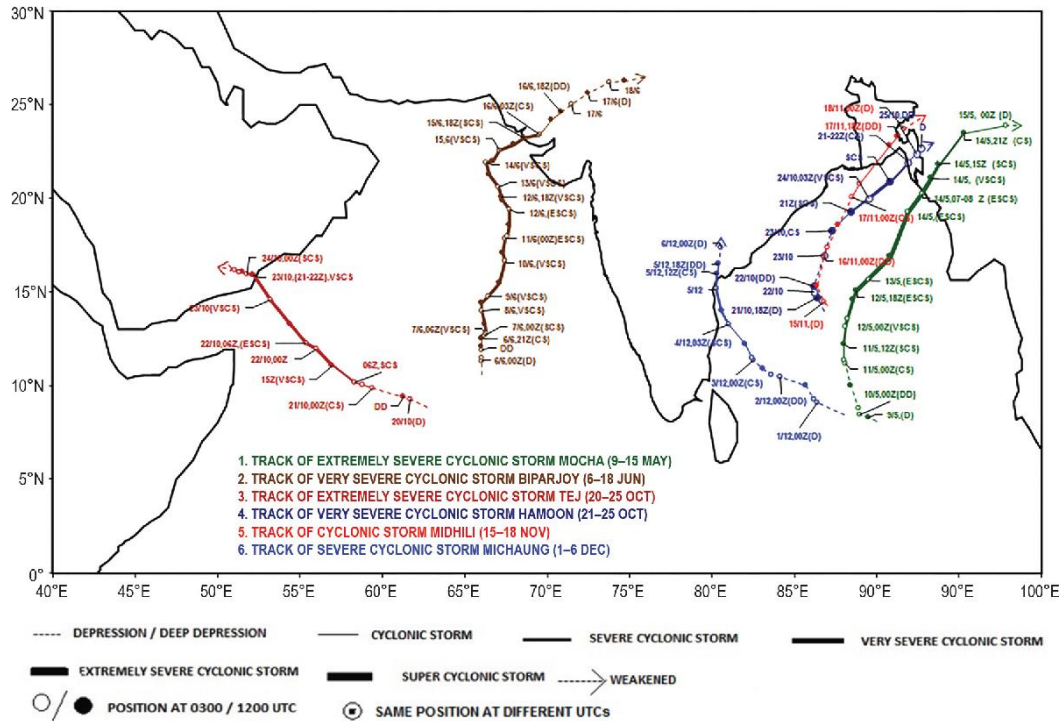 30°N
25°N
20°N
15°N
10°N
5°N
0°
40°E
45°E
50°E
55°E
60°E
65°E
70°E
75°E
80°E
85°E
90°E
95°E
100°E
24/10,00Z(SCS)
23/10,(21-22Z),VSCS
23/10(VSCS)
22/10,06Z,(ESCS)
22/10,00Z
15Z(VSCS)
06Z,SCS
21/10,00Z(CS)
DD
20/10(D)
16/6,18Z(DD)
18/6
17/6(D)
17/6
16/6,03Z(CS)
15/6,18Z(SCS)
15,6(VSCS)
14/6(VSCS)
13/6(VSCS)
12/6,18Z(VSCS)
12/6,(ESCS)
11/6(00Z)ESCS)
10/6,(VSCS)
9/6(VSCS)
8/6,VSCS)
7/6,06Z(VSCS)
7/6,00Z(SCS)
6/6,21Z(CS)
DD
6/6,00Z(D)
6/12,00Z(D)
5/12,18Z(DD)
5/12,12Z(CS)
5/12
4/12,03Z(SCS)
3/12,00Z(CS)
2/12,00Z(DD)
1/12,00Z(D)
18/11,00Z(D)
25/10,DD
D
17/11,18Z(DD)
21-22Z(CS)
SCS
24/10,03Z(VSCS)
21Z(SCS)
17/11,00Z(CS)
23/10,CS
23/10
16/11,00Z(DD)
22/10(DD)
22/10
21/10,18Z(D)
15/11,(D)
15/5, 00Z (D)
14/5,21Z (CS)
14/5,15Z (SCS)
14/5, (VSCS)
14/5,07-08 Z (ESCS)
14/5,(ESCS)
13/5,(ESCS)
12/5,18Z(ESCS)
12/5,00Z(VSCS)
11/5,12Z(SCS)
11/5,00Z(CS)
10/5,00Z(DD)
9/5,(D)
1. TRACK OF EXTREMELY SEVERE CYCLONIC STORM MOCHA (9–15 MAY)
2. TRACK OF VERY SEVERE CYCLONIC STORM BIPARJOY (6–18 JUN)
3. TRACK OF EXTREMELY SEVERE CYCLONIC STORM TEJ (20–25 OCT)
4. TRACK OF VERY SEVERE CYCLONIC STORM HAMOON (21–25 OCT)
5. TRACK OF CYCLONIC STORM MIDHILI (15–18 NOV)
6. TRACK OF SEVERE CYCLONIC STORM MICHAUNG (1–6 DEC)
DEPRESSION / DEEP DEPRESSION
CYCLONIC STORM
SEVERE CYCLONIC STORM
VERY SEVERE CYCLONIC STORM
EXTREMELY SEVERE CYCLONIC STORM
SUPER CYCLONIC STORM
WEAKENED
POSITION AT 0300 / 1200 UTC
SAME POSITION AT DIFFERENT UTCs